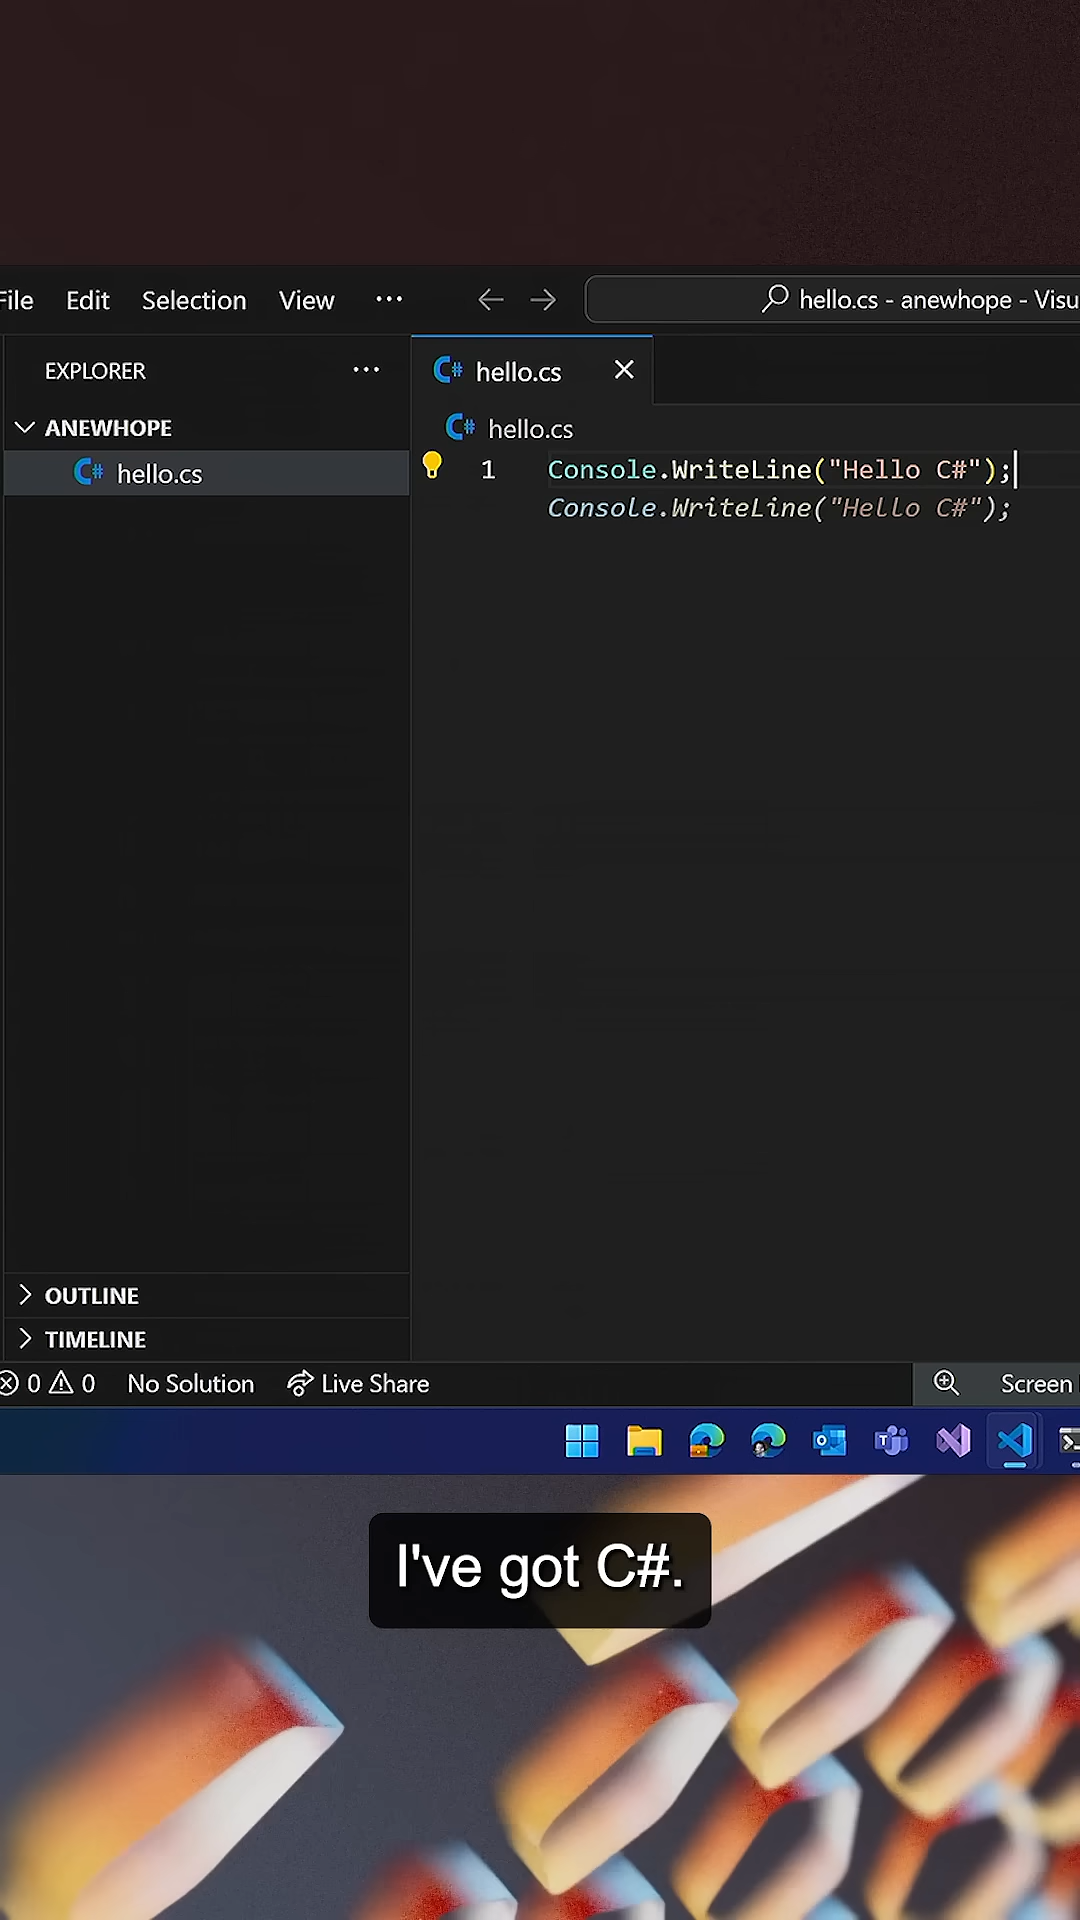 File Edit Selection View ··· hello.cs - anewhope - Visu
EXPLORER ···
hello.cs
ANEWHOPE
hello.cs
hello.cs
1 Console.WriteLine("Hello C#");
Console.WriteLine("Hello C#");
OUTLINE
TIMELINE
0 0 No Solution Live Share Screen
I've got C#.